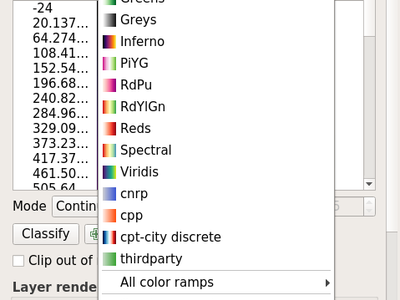 Greens
-24
Greys
20.137...
64.274...
Inferno
108.41...
PiYG
152.54...
196.68...
RdPu
240.82...
RdYlGn
284.96...
329.09...
Reds
373.23...
Spectral
417.37...
461.50...
Viridis
505.64
cnrp
Mode
Contin
cpp
Classify
cpt-city discrete
Clip out of
thirdparty
Layer rende
All color ramps